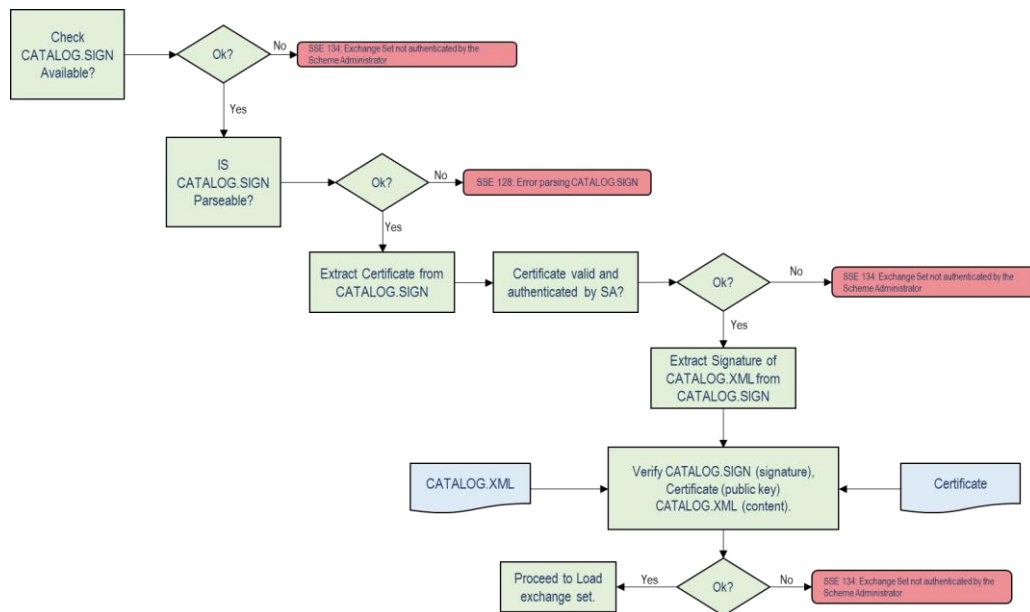 Check
CATALOG.SIGN
Available?
Ok?
No
SSE 134: Exchange Set not authenticated by the
Scheme Administrator
Yes
IS
CATALOG.SIGN
Parseable?
Ok?
No
SSE 128: Error parsing CATALOG.SIGN
Yes
Extract Certificate from
CATALOG.SIGN
Certificate valid and
authenticated by SA?
Ok?
No
SSE 134: Exchange Set not authenticated by the
Scheme Administrator
Yes
Extract Signature of
CATALOG.XML from
CATALOG.SIGN
CATALOG.XML
Verify CATALOG.SIGN (signature),
Certificate (public key)
CATALOG.XML (content).
Certificate
Proceed to Load
exchange set.
Yes
Ok?
No
SSE 134: Exchange Set not authenticated by the
Scheme Administrator